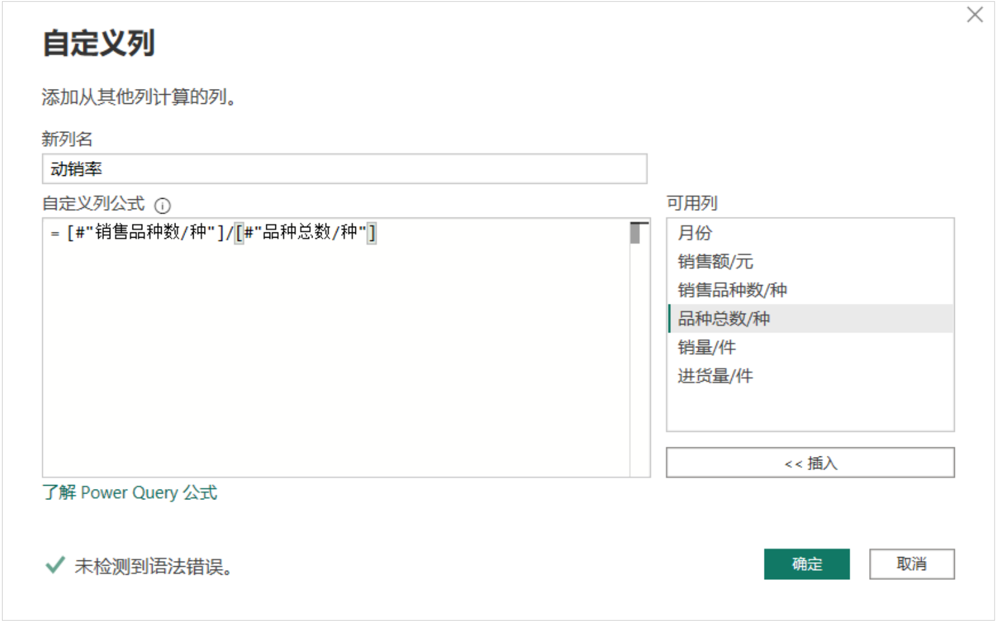 自定义列
添加从其他列计算的列。
新列名
动销率
自定义列公式
= [#"销售品种数/种"]/[#"品种总数/种"]
可用列
月份
销售额/元
销售品种数/种
品种总数/种
销量/件
进货量/件
<< 插入
了解 Power Query 公式
未检测到语法错误。
确定
取消